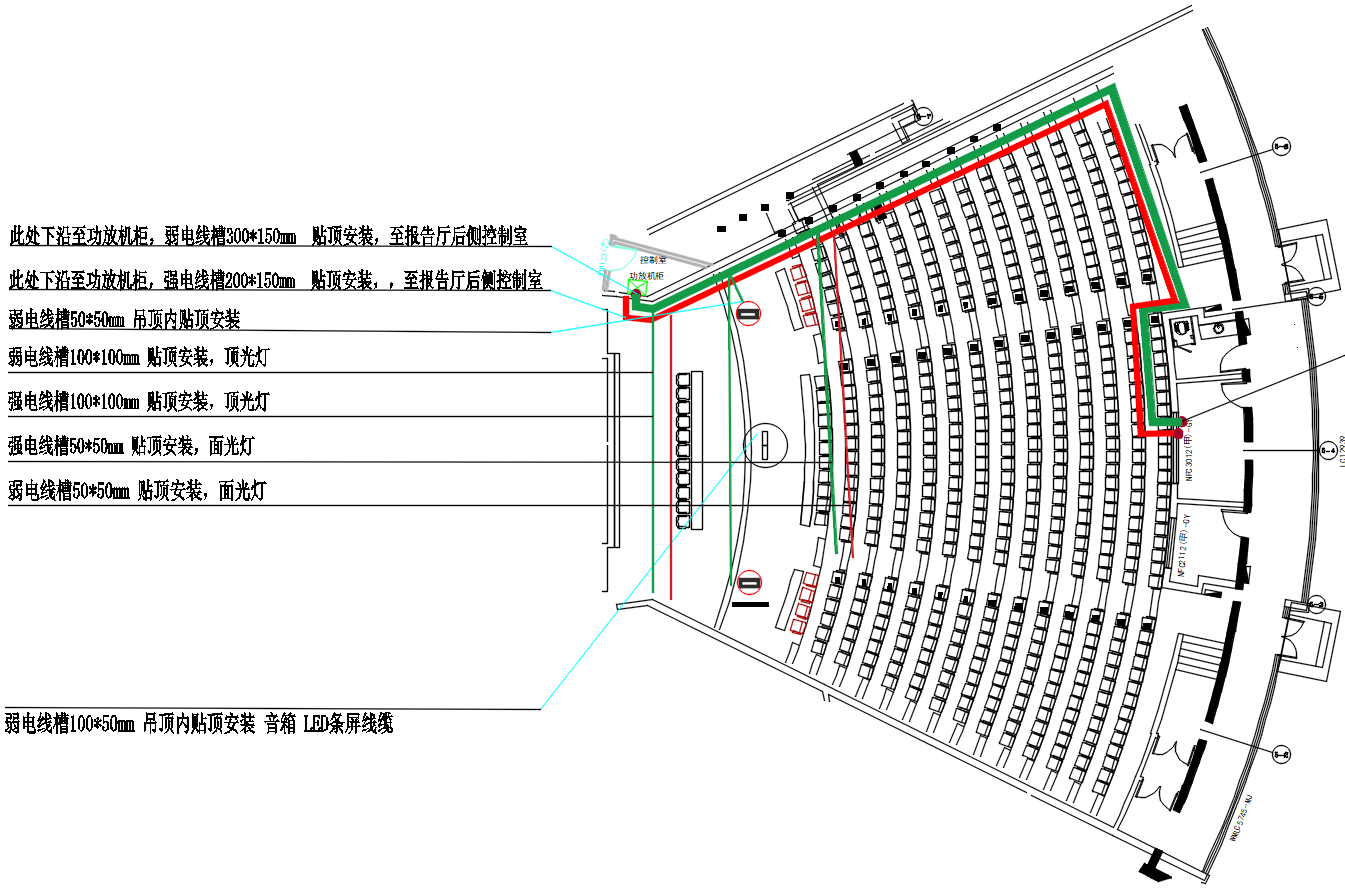 此处下沿至功放机柜，弱电线槽300*150mm 贴顶安装，至报告厅后侧控制室
此处下沿至功放机柜，强电线槽200*150mm 贴顶安装，，至报告厅后侧控制室
弱电线槽50*50mm 吊顶内贴顶安装
弱电线槽100*100mm 贴顶安装，顶光灯
强电线槽100*100mm 贴顶安装，顶光灯
强电线槽50*50mm 贴顶安装，面光灯
弱电线槽50*50mm 贴顶安装，面光灯
弱电线槽100*50mm 吊顶内贴顶安装 音箱 LED条屏线缆
控制室
功放机柜
NFC3012(甲)-GY
NFC2112(甲)-GY